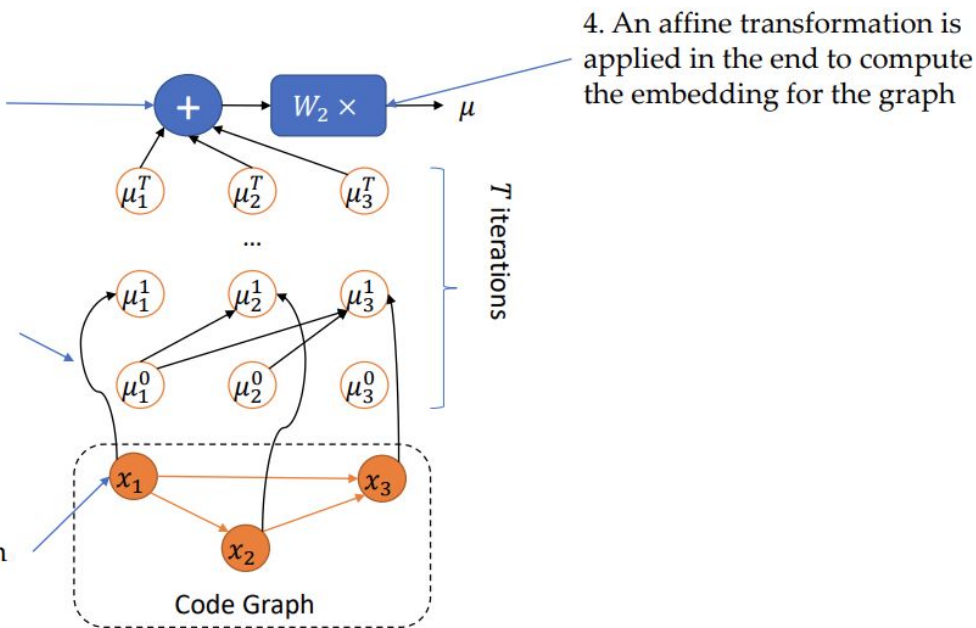 4. An affine transformation is
applied in the end to compute
the embedding for the graph
+
W₂ ×
μ
μ₁ᵀ μ₂ᵀ μ₃ᵀ
...
μ₁¹ μ₂¹ μ₃¹
μ₁⁰ μ₂⁰ μ₃⁰
T iterations
x₁
x₃
x₂
Code Graph